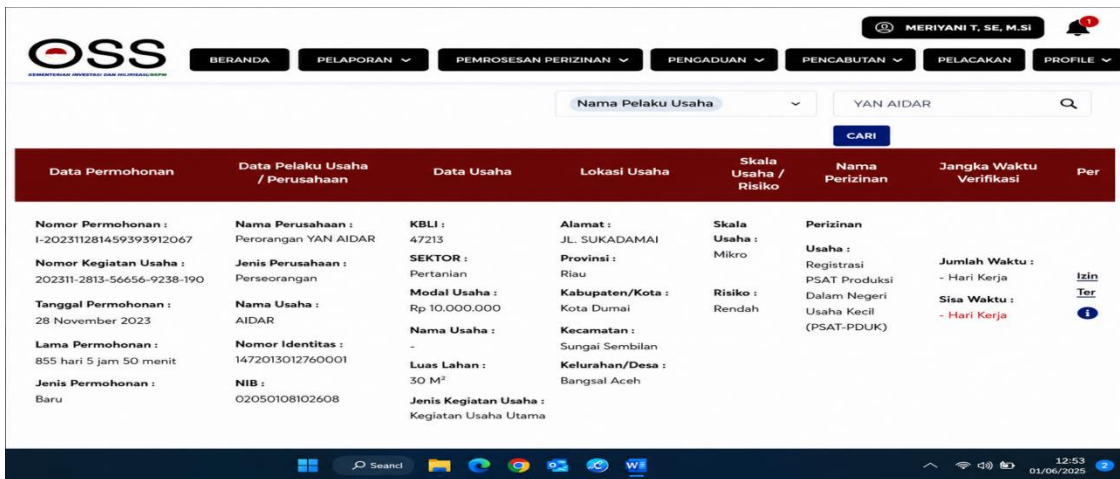 MERIYANI T, SE, M.Si
1
OSS
KEMENTERIAN INVESTASI DAN HILIRISASI/BKPM
BERANDA
PELAPORAN
PEMROSESAN PERIZINAN
PENGADUAN
PENCABUTAN
PELACAKAN
PROFILE
Nama Pelaku Usaha
YAN AIDAR
CARI
Data Permohonan
Data Pelaku Usaha
/ Perusahaan
Data Usaha
Lokasi Usaha
Skala
Usaha /
Risiko
Nama
Perizinan
Jangka Waktu
Verifikasi
Per
Nomor Permohonan :
I-202311281459393912067
Nomor Kegiatan Usaha :
202311-2813-56656-9238-190
Tanggal Permohonan :
28 November 2023
Lama Permohonan :
855 hari 5 jam 50 menit
Jenis Permohonan :
Baru
Nama Perusahaan :
Perorangan YAN AIDAR
Jenis Perusahaan :
Perseorangan
Nama Usaha :
AIDAR
Nomor Identitas :
1472013012760001
NIB :
02050108102608
KBLI :
47213
SEKTOR :
Pertanian
Modal Usaha :
Rp 10.000.000
Nama Usaha :
-
Luas Lahan :
30 M²
Jenis Kegiatan Usaha :
Kegiatan Usaha Utama
Alamat :
JL. SUKADAMAI
Provinsi :
Riau
Kabupaten/Kota :
Kota Dumai
Kecamatan :
Sungai Sembilan
Kelurahan/Desa :
Bangsal Aceh
Skala
Usaha :
Mikro
Risiko :
Rendah
Perizinan
Usaha :
Registrasi
PSAT Produksi
Dalam Negeri
Usaha Kecil
(PSAT-PDUK)
Jumlah Waktu :
- Hari Kerja
Sisa Waktu :
- Hari Kerja
Izin
Ter
Seancl
12:53
01/06/2025
2